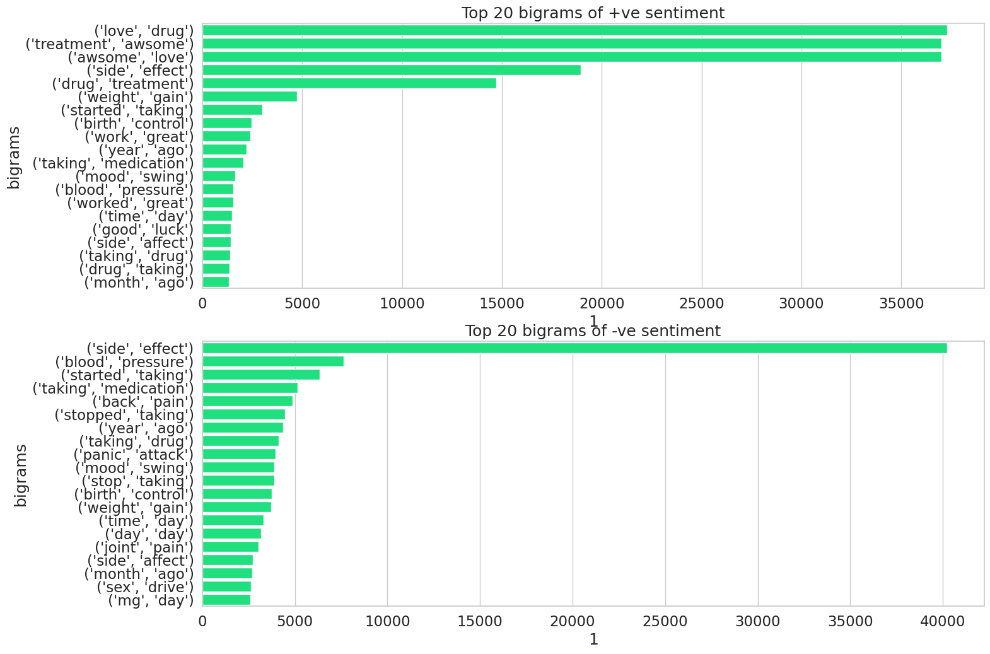 Top 20 bigrams of +ve sentiment
bigrams
('love', 'drug')
('treatment', 'awsome')
('awsome', 'love')
('side', 'effect')
('drug', 'treatment')
('weight', 'gain')
('started', 'taking')
('birth', 'control')
('work', 'great')
('year', 'ago')
('taking', 'medication')
('mood', 'swing')
('blood', 'pressure')
('worked', 'great')
('time', 'day')
('good', 'luck')
('side', 'affect')
('taking', 'drug')
('drug', 'taking')
('month', 'ago')
0 5000 10000 15000 20000 25000 30000 35000
1
Top 20 bigrams of -ve sentiment
bigrams
('side', 'effect')
('blood', 'pressure')
('started', 'taking')
('taking', 'medication')
('back', 'pain')
('stopped', 'taking')
('year', 'ago')
('taking', 'drug')
('panic', 'attack')
('mood', 'swing')
('stop', 'taking')
('birth', 'control')
('weight', 'gain')
('time', 'day')
('day', 'day')
('joint', 'pain')
('side', 'affect')
('month', 'ago')
('sex', 'drive')
('mg', 'day')
0 5000 10000 15000 20000 25000 30000 35000 40000
1